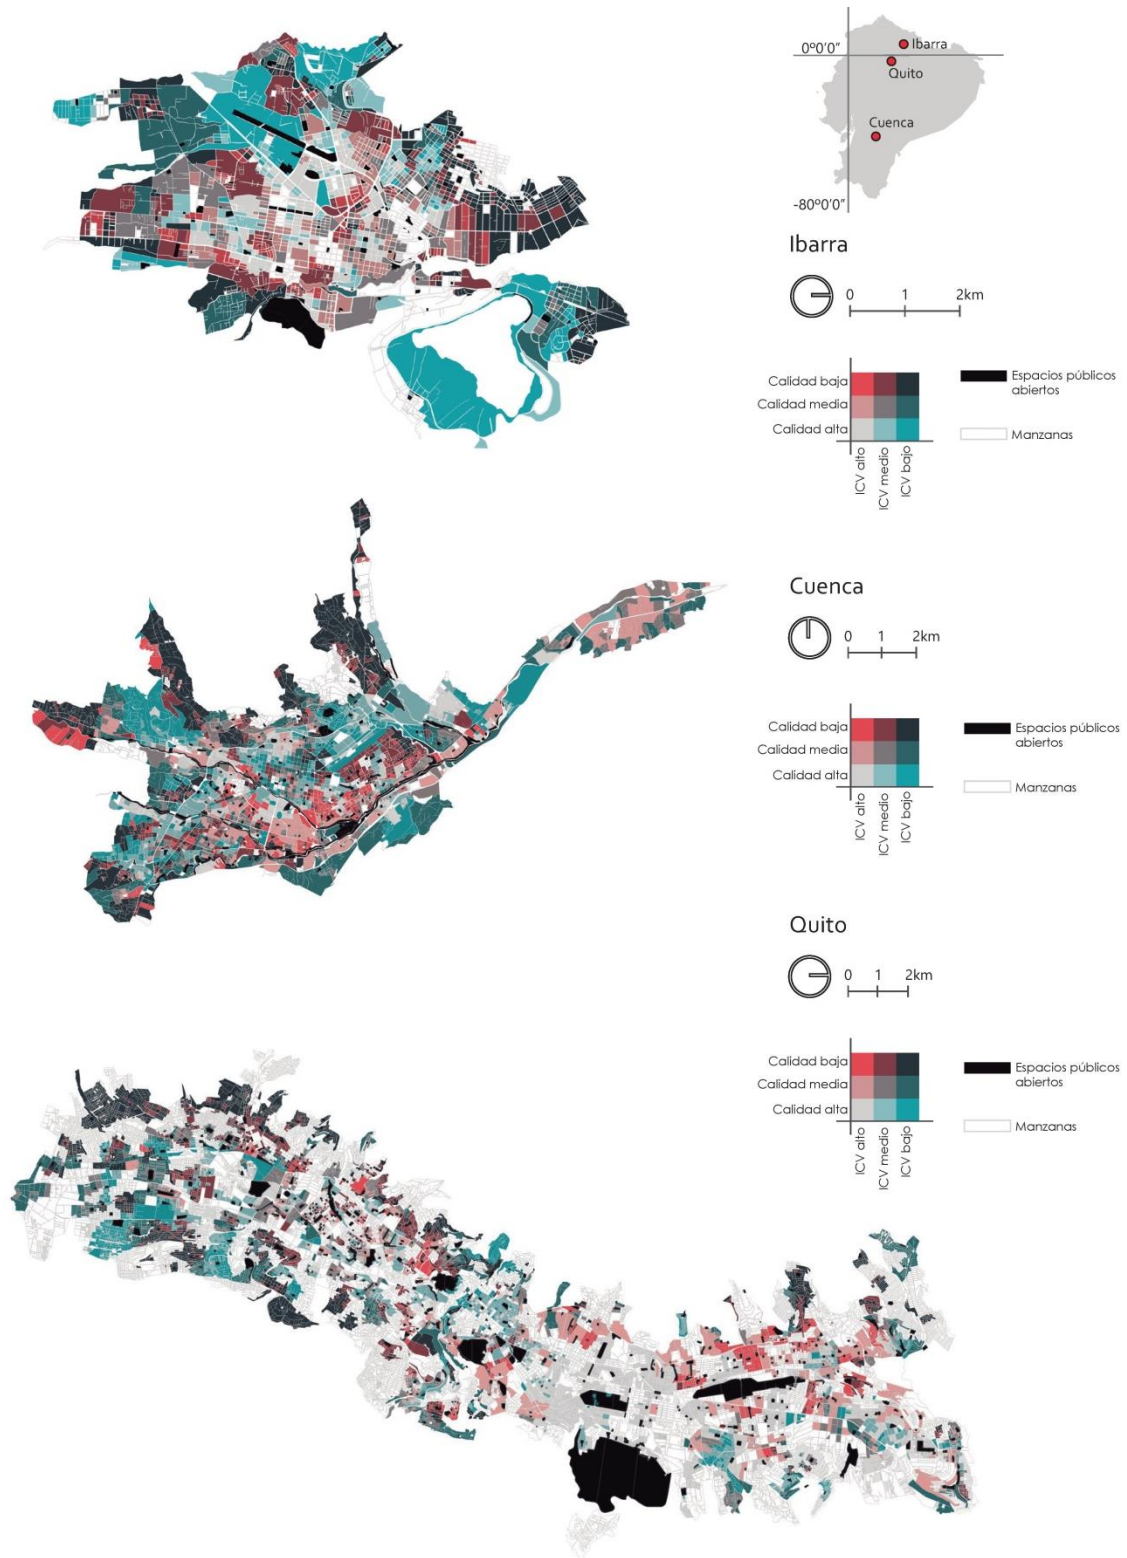 0º0'0"
Ibarra
Quito
Cuenca
-80º0'0"
Ibarra
0 1 2km
Calidad baja
Calidad media
Calidad alta
ICV alto
ICV medio
ICV bajo
Espacios públicos
abiertos
Manzanas
Cuenca
0 1 2km
Calidad baja
Calidad media
Calidad alta
ICV alto
ICV medio
ICV bajo
Espacios públicos
abiertos
Manzanas
Quito
0 1 2km
Calidad baja
Calidad media
Calidad alta
ICV alto
ICV medio
ICV bajo
Espacios públicos
abiertos
Manzanas